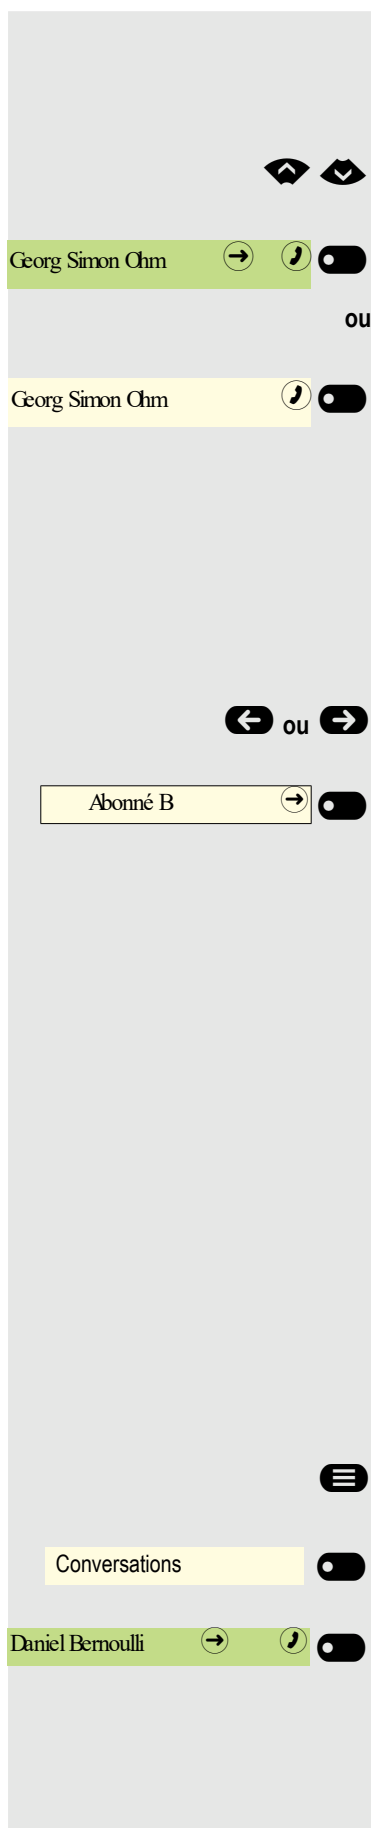 Georg Simon Ohm
ou
Georg Simon Ohm
ou
Abonné B
Conversations
Daniel Bernoulli